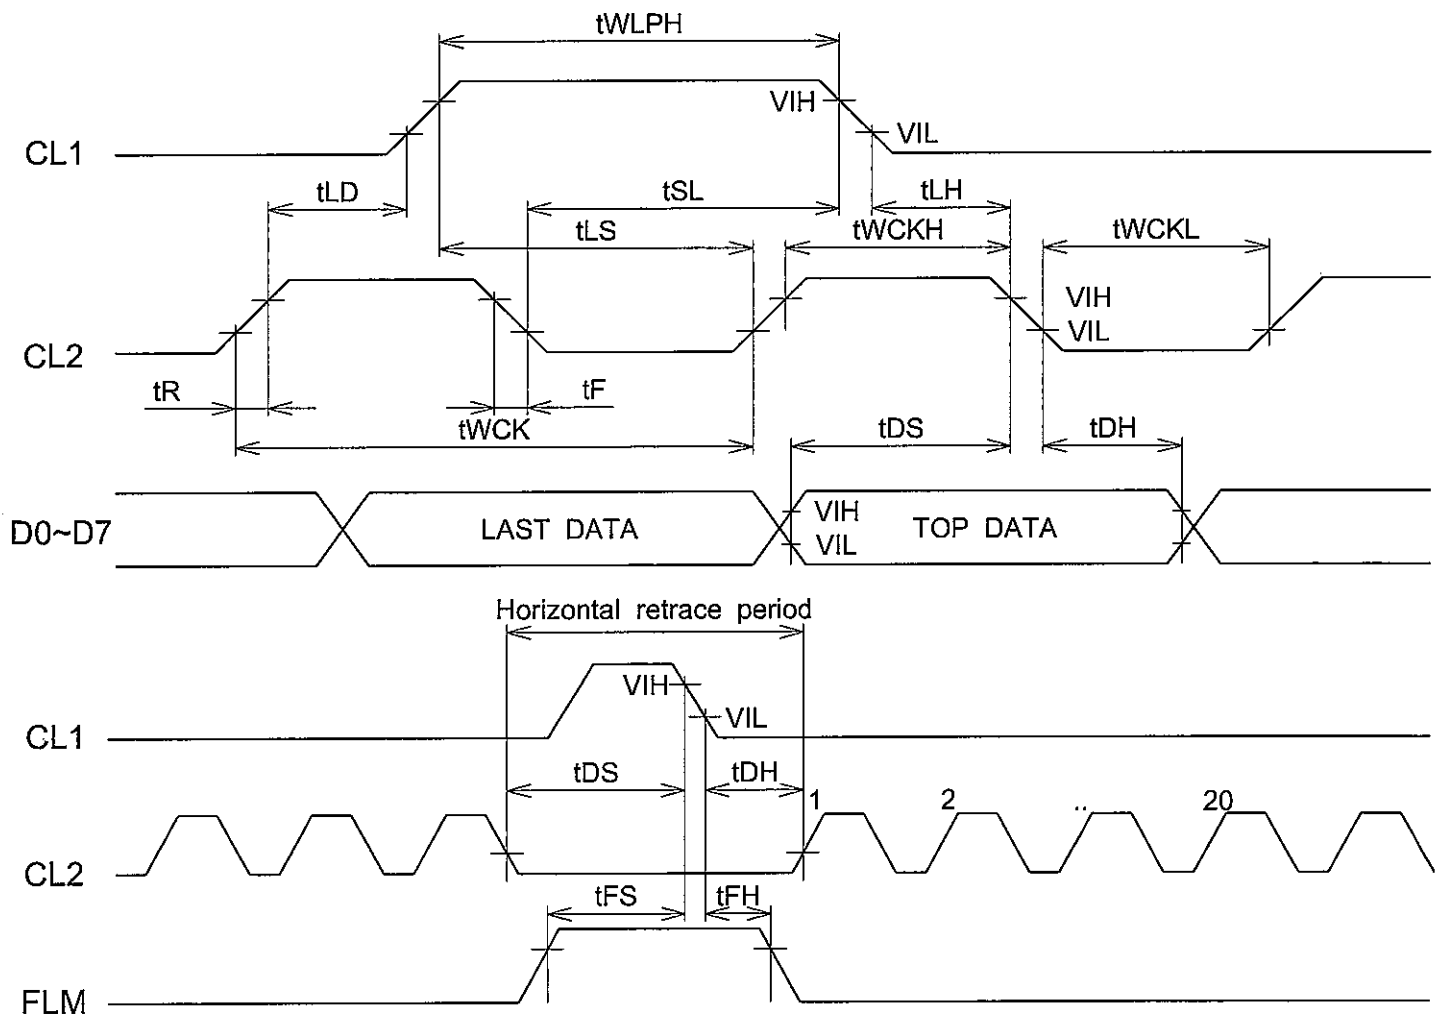 tWLPH
VIH
VIL
CL1
tLD
tSL
tLH
tLS
tWCKH
tWCKL
VIH
VIL
CL2
tR
tF
tWCK
tDS
tDH
D0~D7
LAST DATA
VIH
VIL
TOP DATA
Horizontal retrace period
VIH
VIL
CL1
tDS
tDH
1
2
..
20
CL2
tFS
tFH
FLM